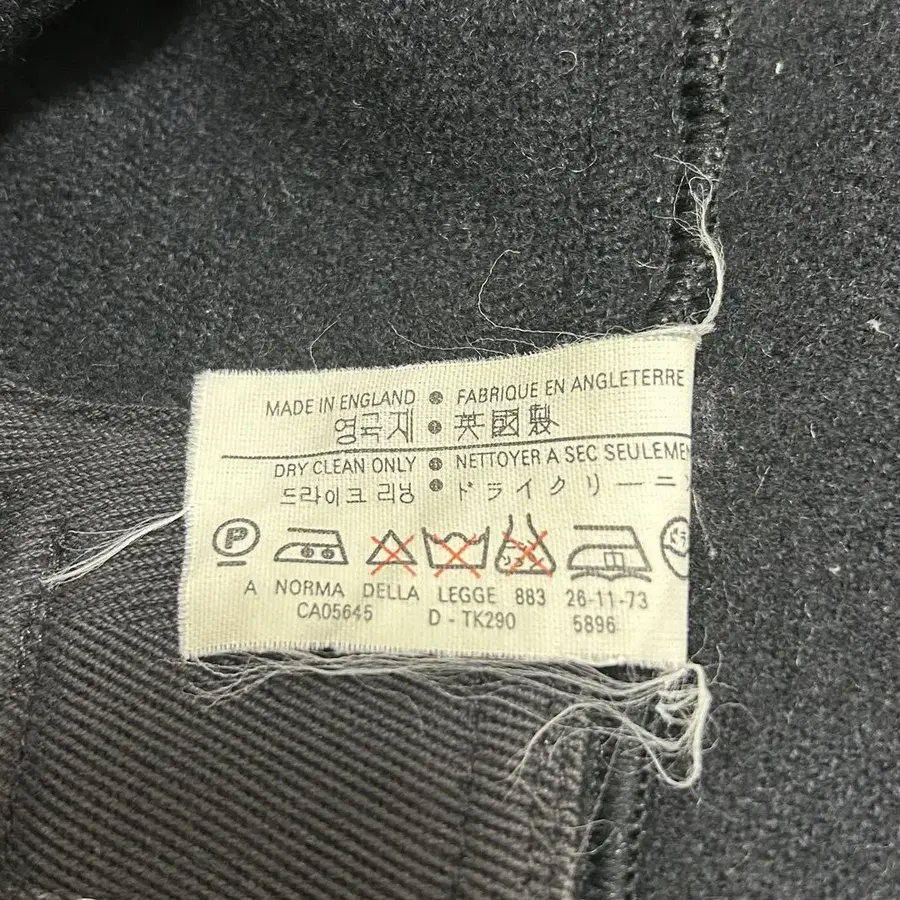 MADE IN ENGLAND ● FABRIQUE EN ANGLETERRE
영국제 ● 英國製
DRY CLEAN ONLY ● NETTOYER A SEC SEULEMEN
드라이크 리닝 ● ドライクリーニン
P
A NORMA DELLA LEGGE 883 26-11-73
CA05645 D - TK290 5896